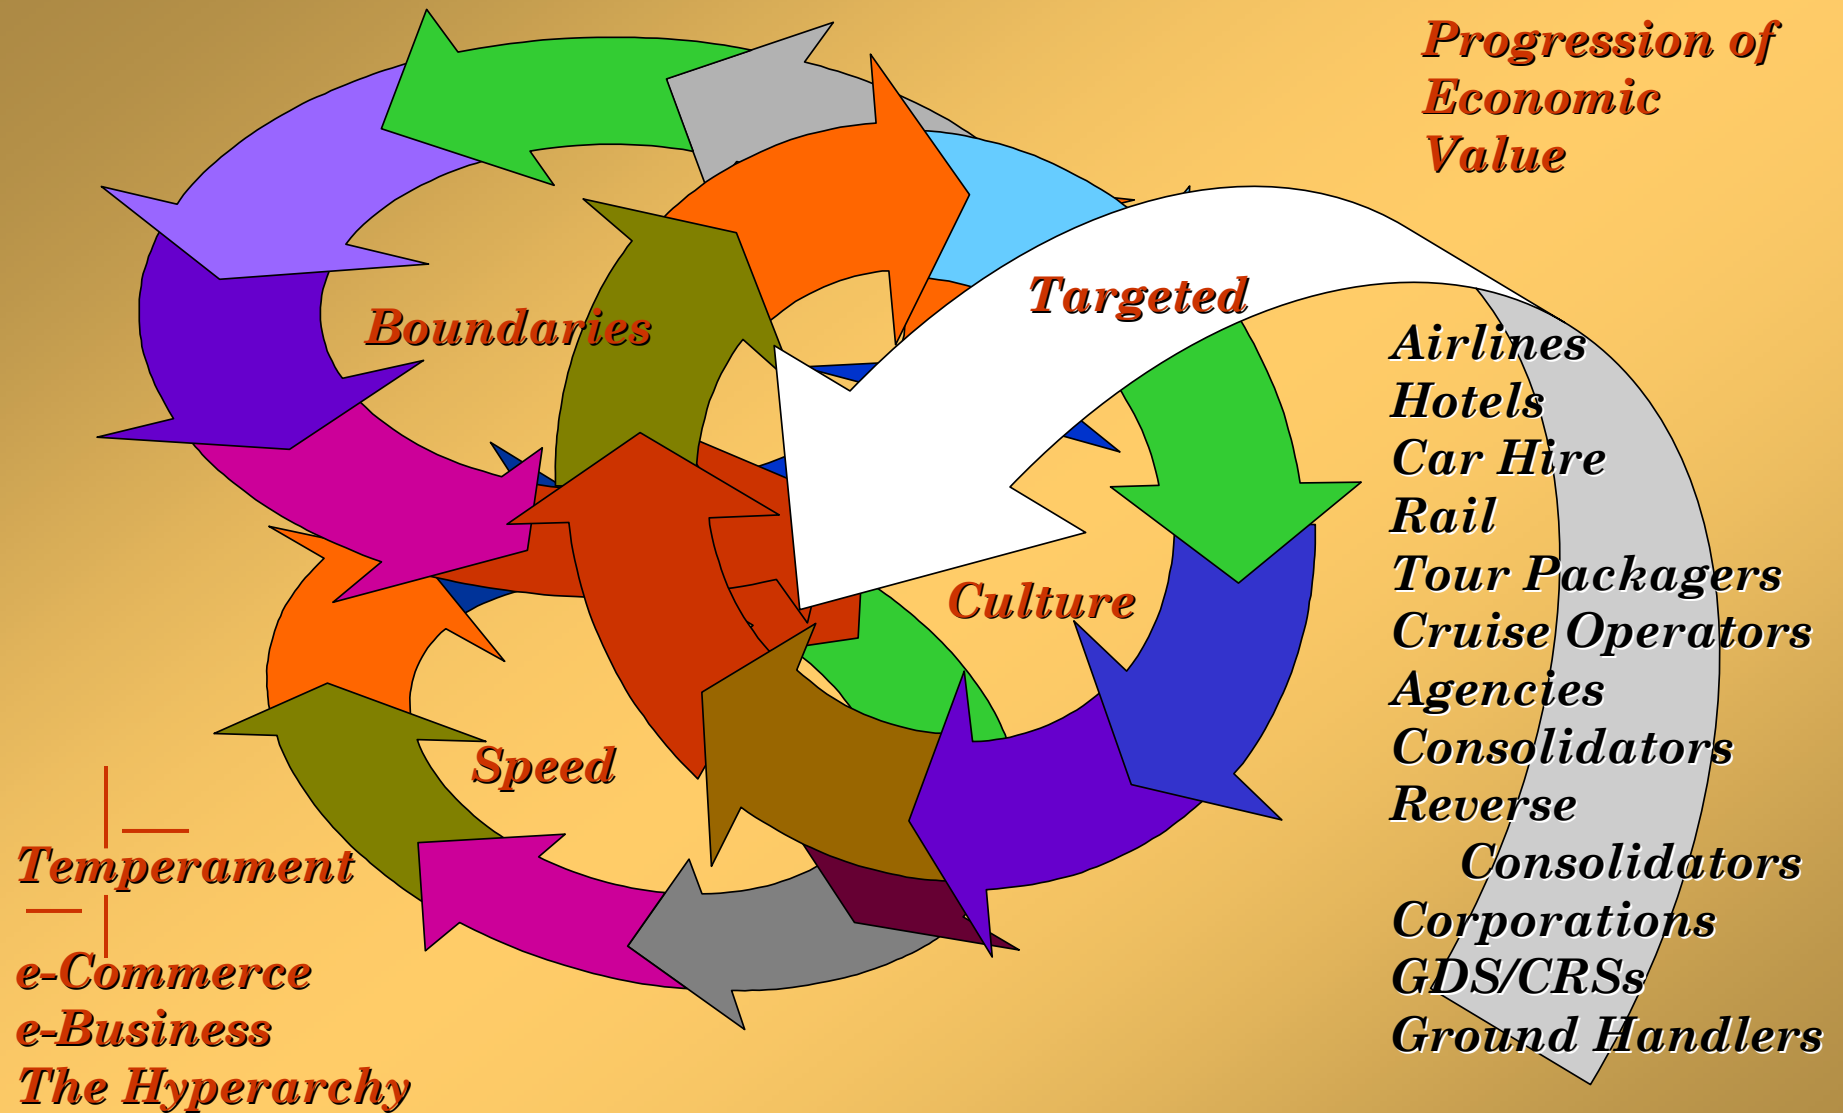 Progression of
Economic
Value
Targeted
Boundaries
Airlines
Hotels
Car Hire
Rail
Tour Packagers
Culture
Cruise Operators
Agencies
Consolidators
Speed
Reverse
Consolidators
Corporations
GDS/CRSs
Ground Handlers
Temperament
e-Commerce
e-Business
The Hyperarchy